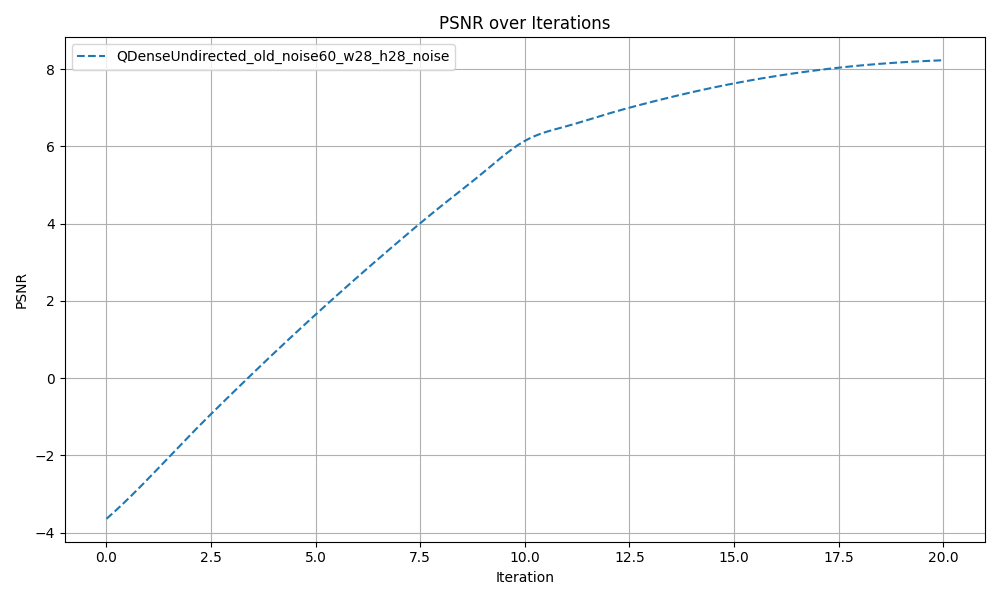 PSNR over Iterations
QDenseUndirected_old_noise60_w28_h28_noise
PSNR
8
6
4
2
0
−2
−4
0.0 2.5 5.0 7.5 10.0 12.5 15.0 17.5 20.0
Iteration